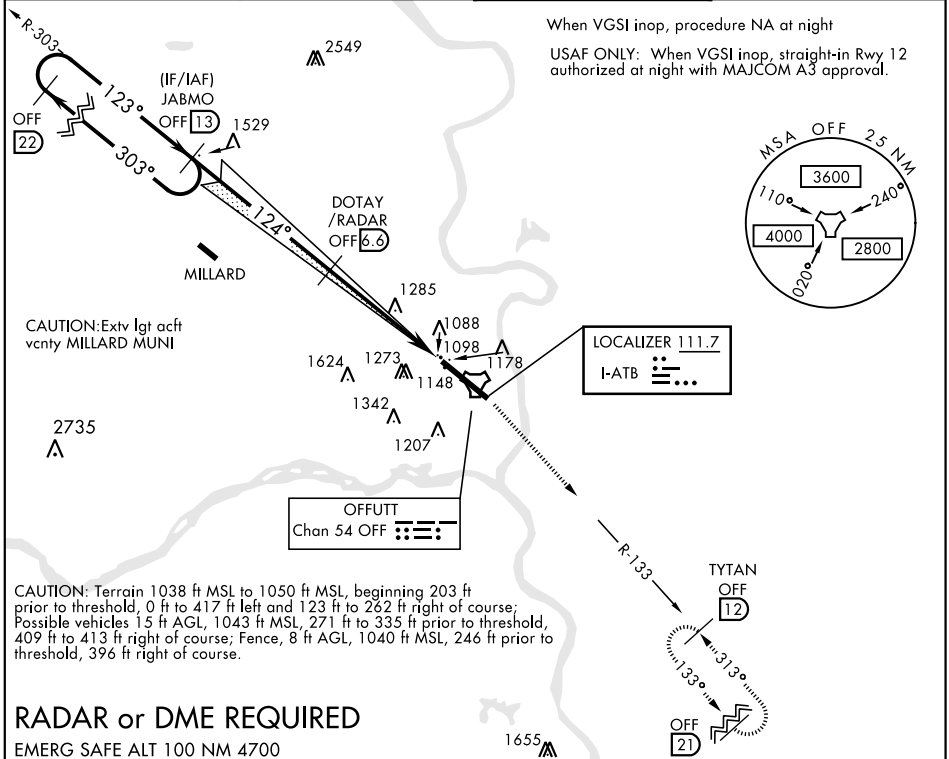 When VGSI inop, procedure NA at night
USAF ONLY: When VGSI inop, straight-in Rwy 12
authorized at night with MAJCOM A3 approval.
R-303
2549
(IF/IAF)
JABMO
OFF 13
123°
OFF
22
303°
1529
MSA OFF 25 NM
3600
110°
240°
4000
2800
020°
DOTAY
/RADAR
OFF 6.6
124°
MILLARD
1285
CAUTION:Extv lgt acft
vcnty MILLARD MUNI
1088
1098
1178
1624
1273
1148
LOCALIZER 111.7
I-ATB
1342
1207
2735
OFFUTT
Chan 54 OFF
R-133
TYTAN
OFF
12
CAUTION: Terrain 1038 ft MSL to 1050 ft MSL, beginning 203 ft
prior to threshold, 0 ft to 417 ft left and 123 ft to 262 ft right of course;
Possible vehicles 15 ft AGL, 1043 MSL, 271 ft to 335 ft prior to threshold,
409 ft to 413 ft right of course; Fence, 8 ft AGL, 1040 MSL, 246 ft prior to
threshold, 396 ft right of course.
313°
133°
RADAR or DME REQUIRED
EMERG SAFE ALT 100 NM 4700
1655
OFF
21